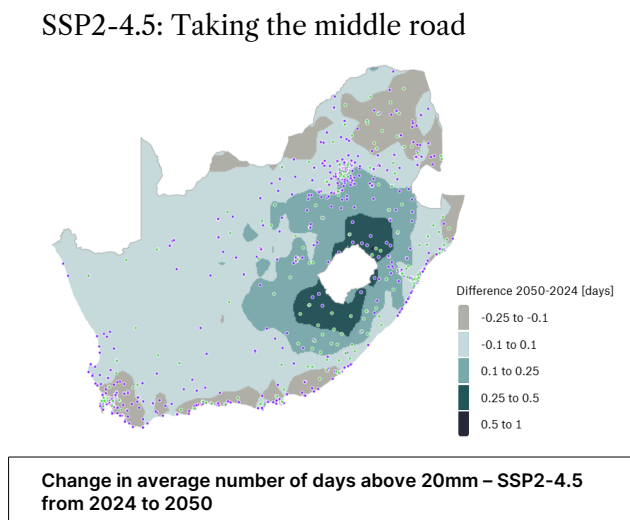 SSP2-4.5: Taking the middle road
Difference 2050-2024 [days]
-0.25 to -0.1
-0.1 to 0.1
0.1 to 0.25
0.25 to 0.5
0.5 to 1
Change in average number of days above 20mm – SSP2-4.5
from 2024 to 2050